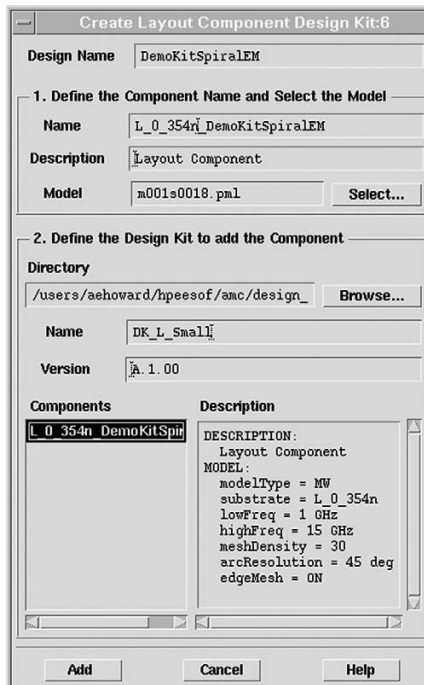 Create Layout Component Design Kit:6
Design Name DemoKitSpiralEM
1. Define the Component Name and Select the Model
Name L_0_354n_DemoKitSpiralEM
Description Layout Component
Model m001s0018.pml Select...
2. Define the Design Kit to add the Component
Directory
/users/aehoward/hpeesof/amc/design_ Browse...
Name DK_L_Small
Version A.1.00
Components Description
L_0_354n_DemoKitSpir
DESCRIPTION:
Layout Component
MODEL:
modelType = MW
substrate = L_0_354n
lowFreq = 1 GHz
highFreq = 15 GHz
meshDensity = 30
arcResolution = 45 deg
edgeMesh = ON
Add Cancel Help